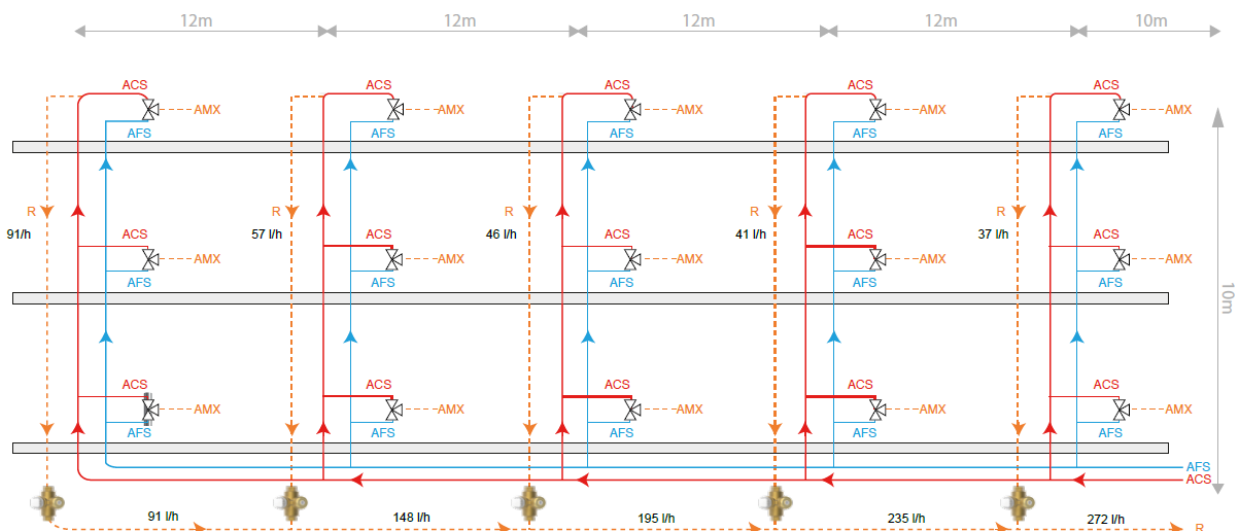 12m 12m 12m 12m 10m
ACS ACS ACS ACS ACS
AMX AMX AMX AMX AMX
AFS AFS AFS AFS AFS
R R R R R
91/h 57 l/h 46 l/h 41 l/h 37 l/h
ACS ACS ACS ACS ACS
AMX AMX AMX AMX AMX
AFS AFS AFS AFS AFS
10m
ACS ACS ACS ACS ACS
AMX AMX AMX AMX AMX
AFS AFS AFS AFS AFS
AFS
ACS
91 l/h 148 l/h 195 l/h 235 l/h 272 l/h R